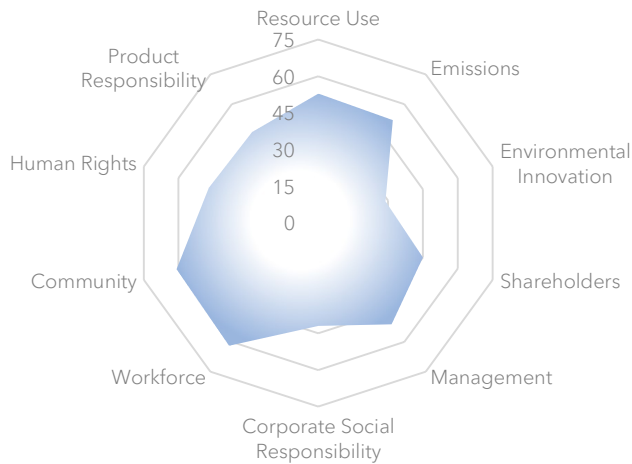 Resource Use
75
Product
Responsibility
60
Emissions
45
Human Rights
30
Environmental
Innovation
15
0
Community
Shareholders
Workforce
Management
Corporate Social
Responsibility